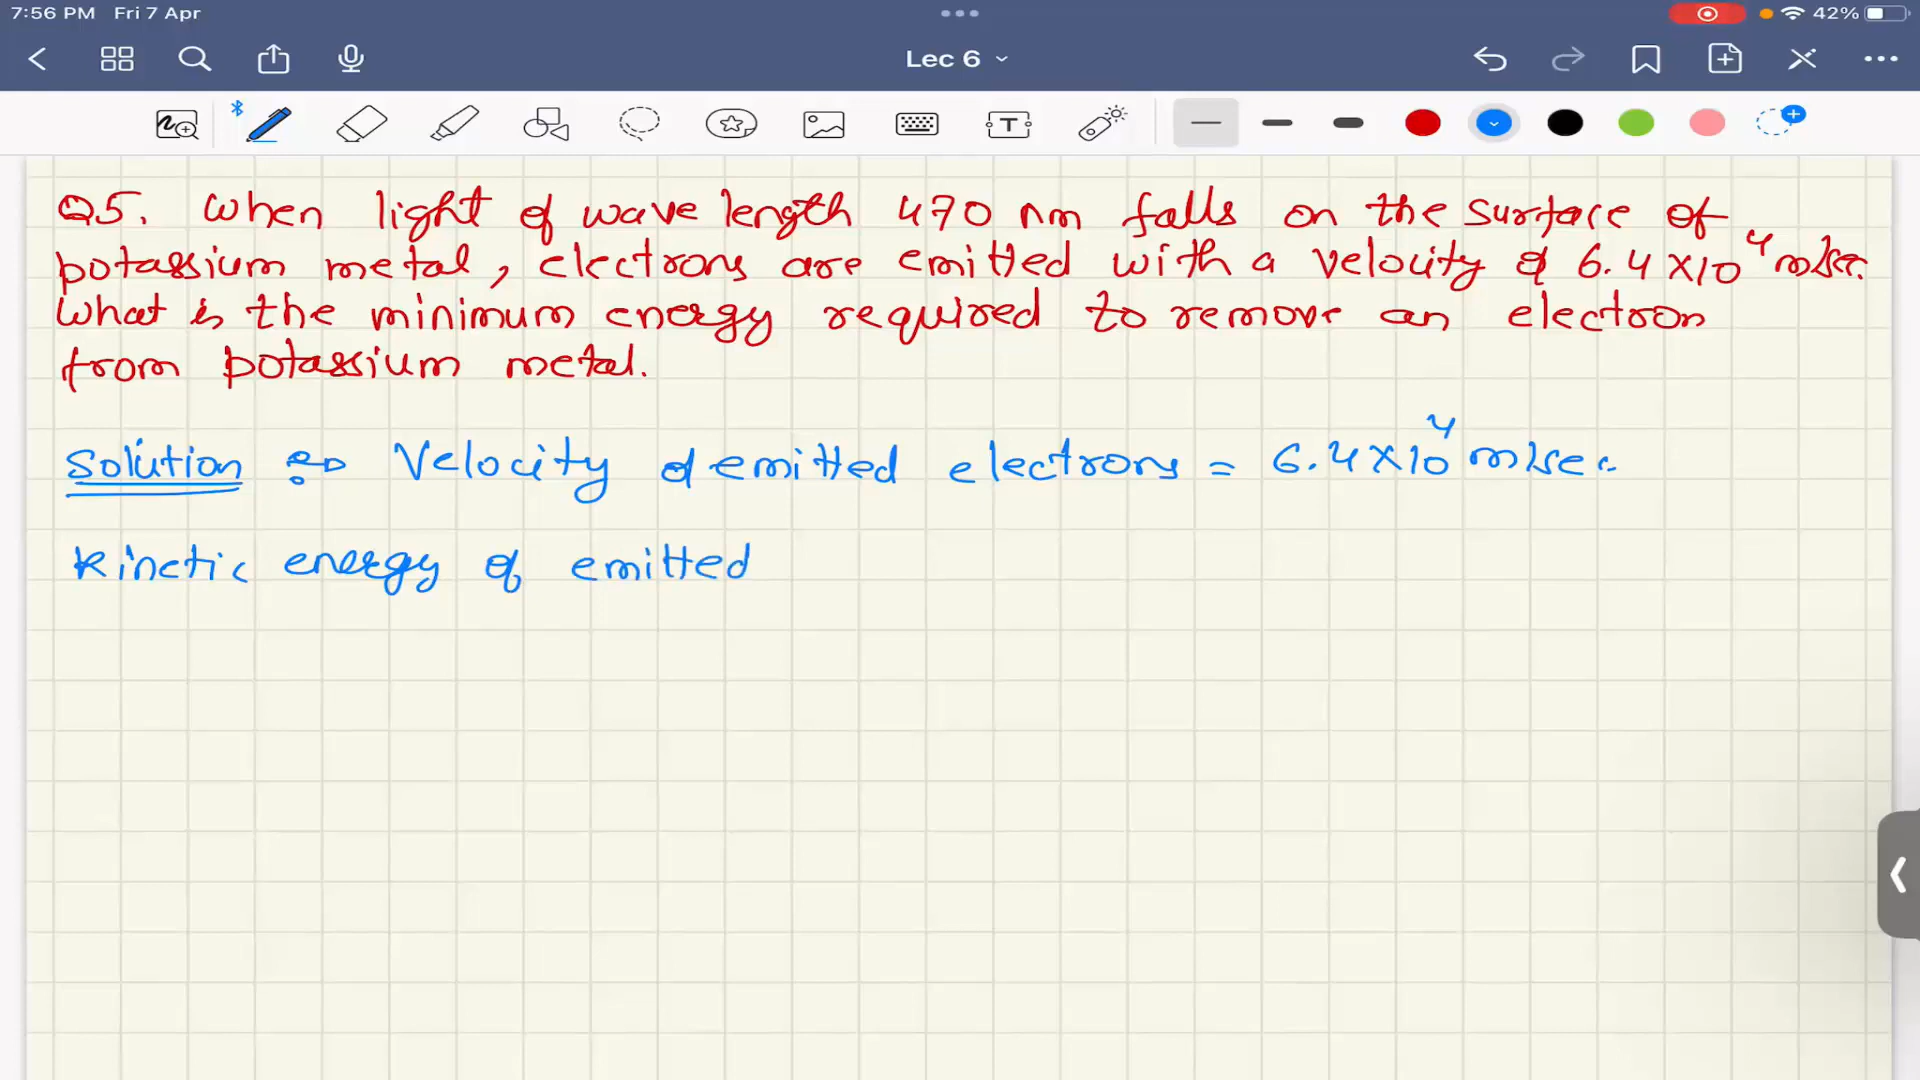 7:56 PM Fri 7 Apr
42%
Lec 6
Q5. When light of wave length 470 nm falls on the surface of
potassium metal, electrons are emitted with a velocity of 6.4 × 10⁴ m/sec.
What is the minimum energy required to remove an electron
from potassium metal.
Solution :→ Velocity of emitted electrons = 6.4 × 10⁴ m/sec.
Kinetic energy of emitted